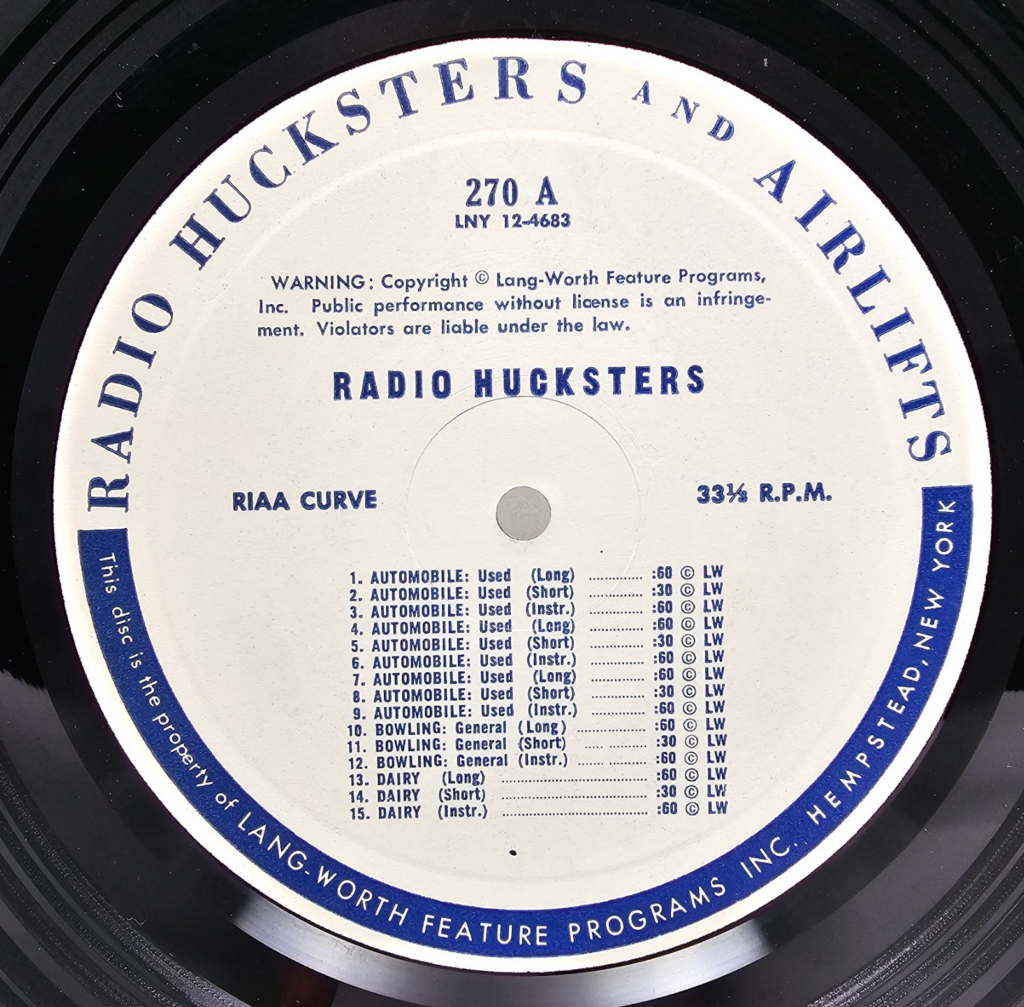 RADIO HUCKSTERS AND AIRLIFTS
270 A
LNY 12-4683
WARNING: Copyright © Lang-Worth Feature Programs,
Inc. Public performance without license is an infringe-
ment. Violators are liable under the law.
RADIO HUCKSTERS
RIAA CURVE
33⅓ R.P.M.
1. AUTOMOBILE: Used (Long) ............ :60 © LW
2. AUTOMOBILE: Used (Short) ............ :30 © LW
3. AUTOMOBILE: Used (Instr.) ............ :60 © LW
4. AUTOMOBILE: Used (Long) ............ :60 © LW
5. AUTOMOBILE: Used (Short) ............ :30 © LW
6. AUTOMOBILE: Used (Instr.) ............ :60 © LW
7. AUTOMOBILE: Used (Long) ............ :60 © LW
8. AUTOMOBILE: Used (Short) ............ :30 © LW
9. AUTOMOBILE: Used (Instr.) ............ :60 © LW
10. BOWLING: General (Long) ............ :60 © LW
11. BOWLING: General (Short) ..... ............ :30 © LW
12. BOWLING: General (Instr.) .... ............ :60 © LW
13. DAIRY (Long) ............ :60 © LW
14. DAIRY (Short) ............ :30 © LW
15. DAIRY (Instr.) ............ :60 © LW
This disc is the property of LANG-WORTH FEATURE PROGRAMS INC. HEMPSTEAD, NEW YORK